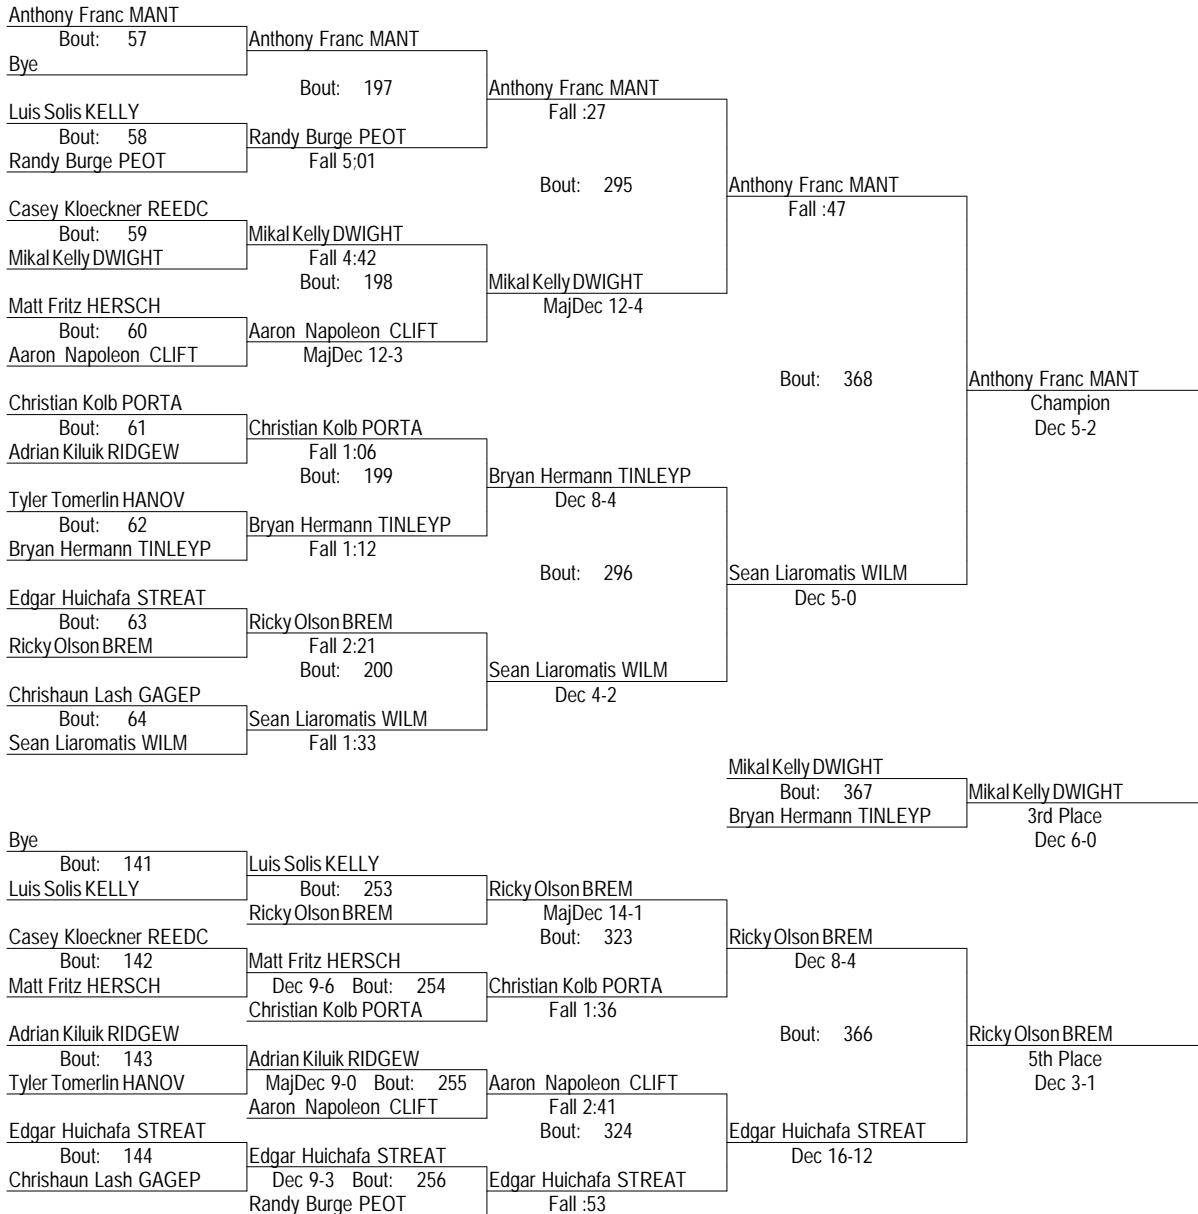 Anthony Franc MANT
Bout: 57
Bye
Anthony Franc MANT
Bout: 197
Luis Solis KELLY
Bout: 58
Randy Burge PEOT
Randy Burge PEOT
Fall 5;01
Anthony Franc MANT
Fall :27
Bout: 295
Casey Kloeckner REEDC
Bout: 59
Mikal Kelly DWIGHT
Mikal Kelly DWIGHT
Fall 4:42
Bout: 198
Matt Fritz HERSCH
Bout: 60
Aaron Napoleon CLIFT
Aaron Napoleon CLIFT
MajDec 12-3
Mikal Kelly DWIGHT
MajDec 12-4
Anthony Franc MANT
Fall :47
Bout: 368
Christian Kolb PORTA
Bout: 61
Adrian Kiluik RIDGEW
Christian Kolb PORTA
Fall 1:06
Bout: 199
Tyler Tomerlin HANOV
Bout: 62
Bryan Hermann TINLEYP
Bryan Hermann TINLEYP
Fall 1:12
Bryan Hermann TINLEYP
Dec 8-4
Bout: 296
Edgar Huichafa STREAT
Bout: 63
Ricky Olson BREM
Ricky Olson BREM
Fall 2:21
Bout: 200
Chrishaun Lash GAGEP
Bout: 64
Sean Liaromatis WILM
Sean Liaromatis WILM
Fall 1:33
Sean Liaromatis WILM
Dec 4-2
Sean Liaromatis WILM
Dec 5-0
Anthony Franc MANT
Champion
Dec 5-2
Mikal Kelly DWIGHT
Bout: 367
Bryan Hermann TINLEYP
Mikal Kelly DWIGHT
3rd Place
Dec 6-0
Bye
Bout: 141
Luis Solis KELLY
Luis Solis KELLY
Bout: 253
Ricky Olson BREM
Ricky Olson BREM
MajDec 14-1
Bout: 323
Casey Kloeckner REEDC
Bout: 142
Matt Fritz HERSCH
Matt Fritz HERSCH
Dec 9-6 Bout: 254
Christian Kolb PORTA
Christian Kolb PORTA
Fall 1:36
Ricky Olson BREM
Dec 8-4
Bout: 366
Adrian Kiluik RIDGEW
Bout: 143
Tyler Tomerlin HANOV
Adrian Kiluik RIDGEW
MajDec 9-0 Bout: 255
Aaron Napoleon CLIFT
Aaron Napoleon CLIFT
Fall 2:41
Bout: 324
Edgar Huichafa STREAT
Bout: 144
Chrishaun Lash GAGEP
Edgar Huichafa STREAT
Dec 9-3 Bout: 256
Randy Burge PEOT
Edgar Huichafa STREAT
Fall :53
Edgar Huichafa STREAT
Dec 16-12
Ricky Olson BREM
5th Place
Dec 3-1